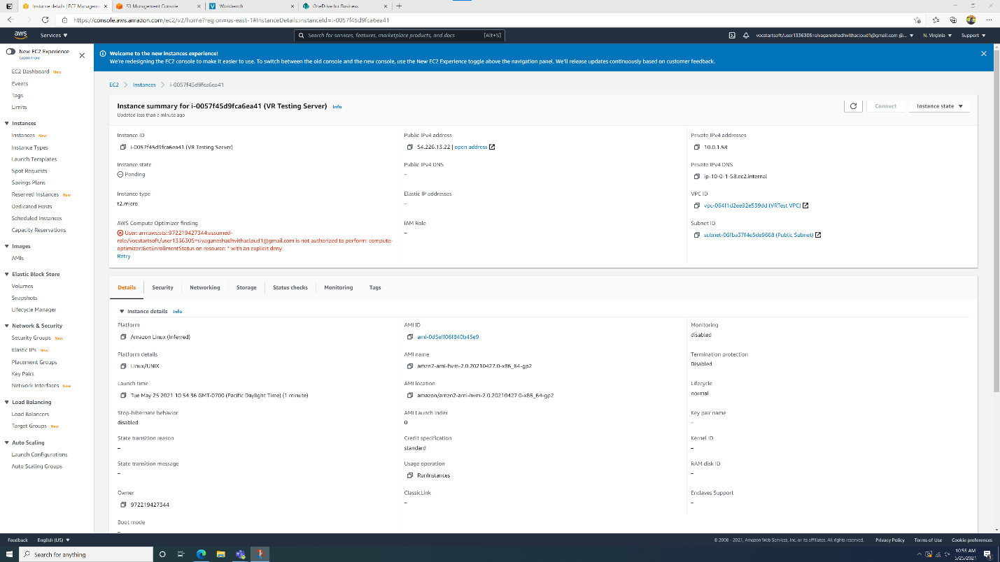 Instance details | EC2 Manageme
S3 Management Console
Workbench
OneDrive for Business
https://console.aws.amazon.com/ec2/v2/home?region=us-east-1#InstanceDetails:instanceId=i-0057f45d9fca6ea41
aws
Services
Search for services, features, marketplace products, and docs [Alt+S]
vocstartsoft/user1336305=sivaganeshadhvithacloud1@gmail.com @...
N. Virginia
Support
New EC2 Experience
Learn more
Welcome to the new instances experience!
We're redesigning the EC2 console to make it easier to use. To switch between the old console and the new console, use the New EC2 Experience toggle above the navigation panel. We'll release updates continuously based on customer feedback.
EC2 Dashboard New
Events
Tags
Limits
Instances
Instances New
Instance Types
Launch Templates
Spot Requests
Savings Plans
Reserved Instances New
Dedicated Hosts
Scheduled Instances
Capacity Reservations
Images
AMIs
Elastic Block Store
Volumes
Snapshots
Lifecycle Manager
Network & Security
Security Groups New
Elastic IPs New
Placement Groups
Key Pairs
Network Interfaces New
Load Balancing
Load Balancers
Target Groups New
Auto Scaling
Launch Configurations
Auto Scaling Groups
EC2 > Instances > i-0057f45d9fca6ea41
Instance summary for i-0057f45d9fca6ea41 (VR Testing Server) Info
Updated less than a minute ago
Connect
Instance state
Instance ID
i-0057f45d9fca6ea41 (VR Testing Server)
Instance state
Pending
Instance type
t2.micro
AWS Compute Optimizer finding
User: arn:aws:sts::972219427344:assumed-
role/vocstartsoft/user1336305=sivaganeshadhvithacloud1@gmail.com is not authorized to perform: compute-
optimizer:GetEnrollmentStatus on resource: * with an explicit deny
Retry
Public IPv4 address
54.226.13.22 | open address
Public IPv4 DNS
–
Elastic IP addresses
–
IAM Role
–
Private IPv4 addresses
10.0.1.58
Private IPv4 DNS
ip-10-0-1-58.ec2.internal
VPC ID
vpc-064f1d2ee92e539dd (VRTest VPC)
Subnet ID
subnet-06fba37f4e5de9668 (Public Subnet)
Details
Security
Networking
Storage
Status checks
Monitoring
Tags
Instance details Info
Platform
Amazon Linux (Inferred)
Platform details
Linux/UNIX
Launch time
Tue May 25 2021 10:54:36 GMT-0700 (Pacific Daylight Time) (1 minute)
Stop-hibernate behavior
disabled
State transition reason
–
State transition message
–
Owner
972219427344
Boot mode
–
AMI ID
ami-0d5eff06f840b45e9
AMI name
amzn2-ami-hvm-2.0.20210427.0-x86_64-gp2
AMI location
amazon/amzn2-ami-hvm-2.0.20210427.0-x86_64-gp2
AMI Launch index
0
Credit specification
standard
Usage operation
RunInstances
ClassicLink
–
Monitoring
disabled
Termination protection
Disabled
Lifecycle
normal
Key pair name
–
Kernel ID
–
RAM disk ID
–
Enclaves Support
–
Feedback
English (US)
© 2008 - 2021, Amazon Web Services, Inc. or its affiliates. All rights reserved.
Privacy Policy
Terms of Use
Cookie preferences
Search for anything
10:55 AM
5/25/2021